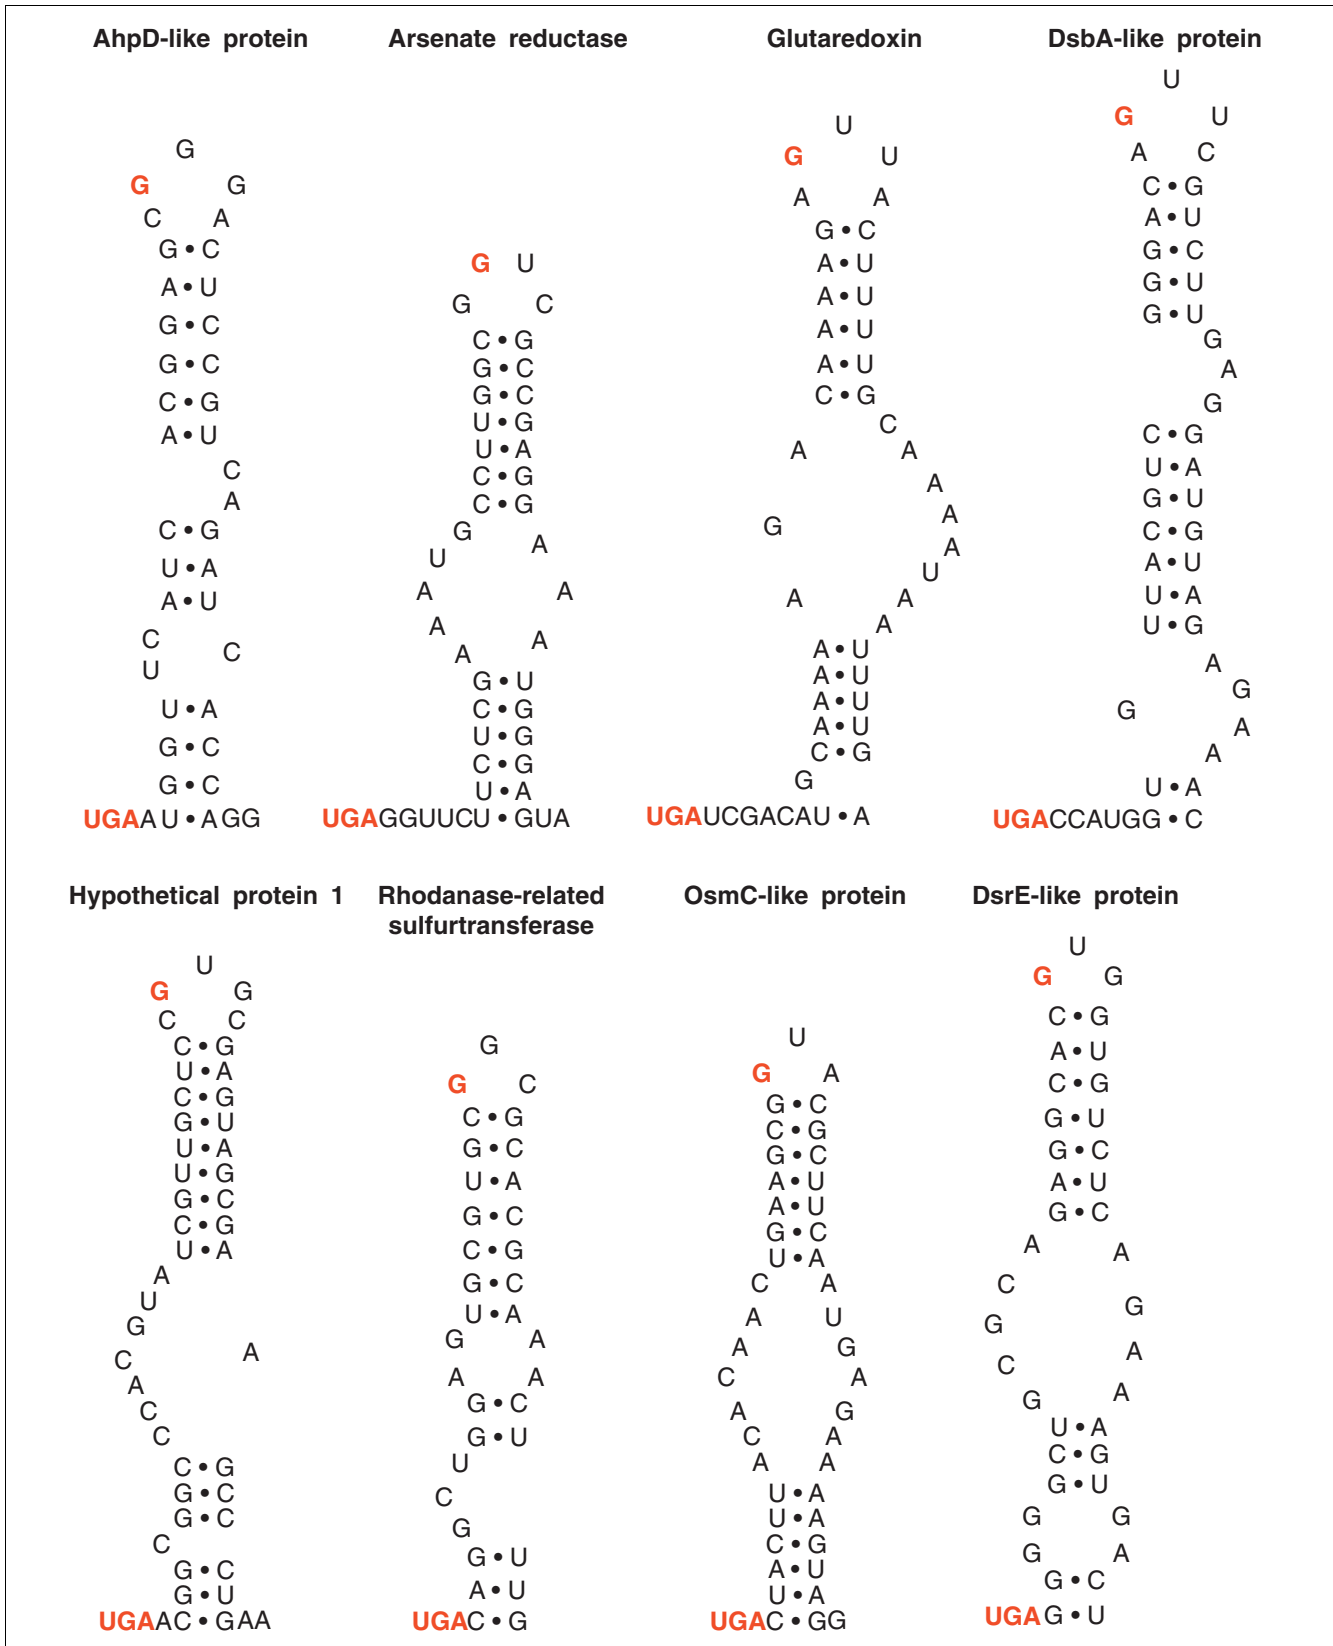 AhpD-like protein
G
G G
C A
G • C
A • U
G • C
G • C
C • G
A • U
C
A
C • G
U • A
A • U
C
C
U
U • A
G • C
G • C
UGAAU • AGG
Arsenate reductase
G U
G C
C • G
G • C
G • C
U • G
U • A
C • G
C • G
G
A
U
A A
A
A
A
G • U
C • G
U • G
C • G
U • A
UGAGGUUCU • GUA
Glutaredoxin
U
G U
A A
G • C
A • U
A • U
A • U
A • U
C • G
C
A A
A
A
G
A
U
A A
A
A • U
A • U
A • U
A • U
C • G
G
UGAUCGACAU • A
DsbA-like protein
U
G U
A C
C • G
A • U
G • C
G • U
G • U
G
A
G
C • G
U • A
G • U
C • G
A • U
U • A
U • G
A
G
G
A
A
U • A
UGACCAUGG • C
Hypothetical protein 1
U
G G
C C
C • G
U • A
C • G
G • U
U • A
U • G
G • C
C • G
U • A
A
U
G
A
C
A
C
C
C • G
G • C
G • C
C
G • C
G • U
UGAAC • GAA
Rhodanase-related
sulfurtransferase
G
G C
C • G
G • C
U • A
G • C
C • G
G • C
U • A
G A
A A
G • C
G • U
U
C
G
G • U
A • U
UGAC • G
OsmC-like protein
U
G A
G • C
C • G
G • C
A • U
A • U
G • C
U • A
C A
A U
A G
C A
A G
C A
A A
U • A
U • A
C • G
A • U
U • A
UGAC • GG
DsrE-like protein
U
G G
C • G
A • U
C • G
G • U
G • C
A • U
G • C
A A
C
G
G
A
C
A
G
U • A
C • G
G • U
G G
G A
G • C
UGAG • U